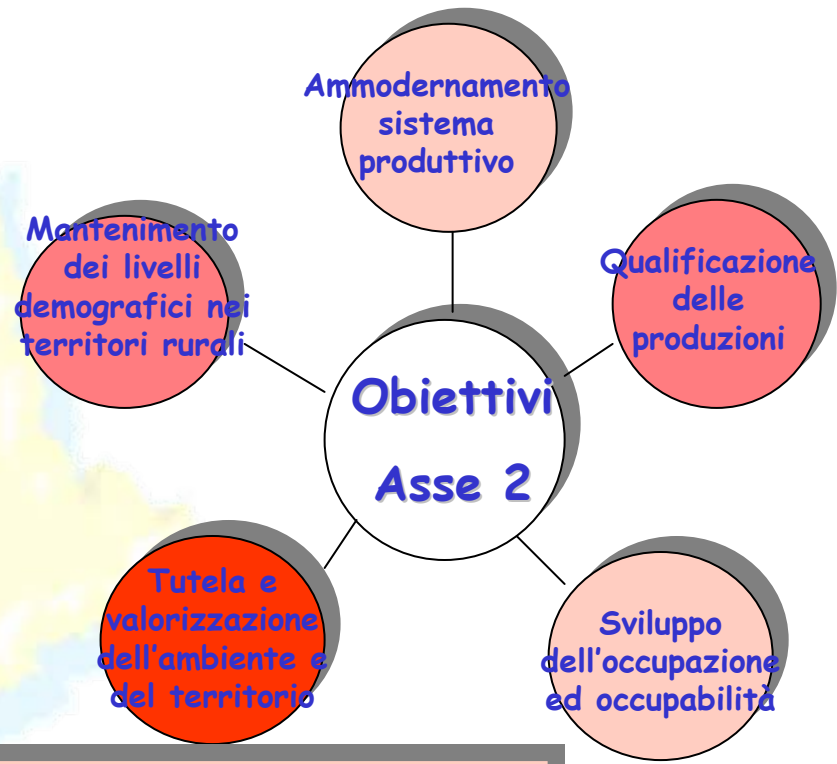 Ammodernamento
sistema
produttivo
Mantenimento
dei livelli
demografici nei
territori rurali
Qualificazione
delle
produzioni
Obiettivi
Asse 2
Tutela e
valorizzazione
dell'ambiente e
del territorio
Sviluppo
dell'occupazione
ed occupabilità